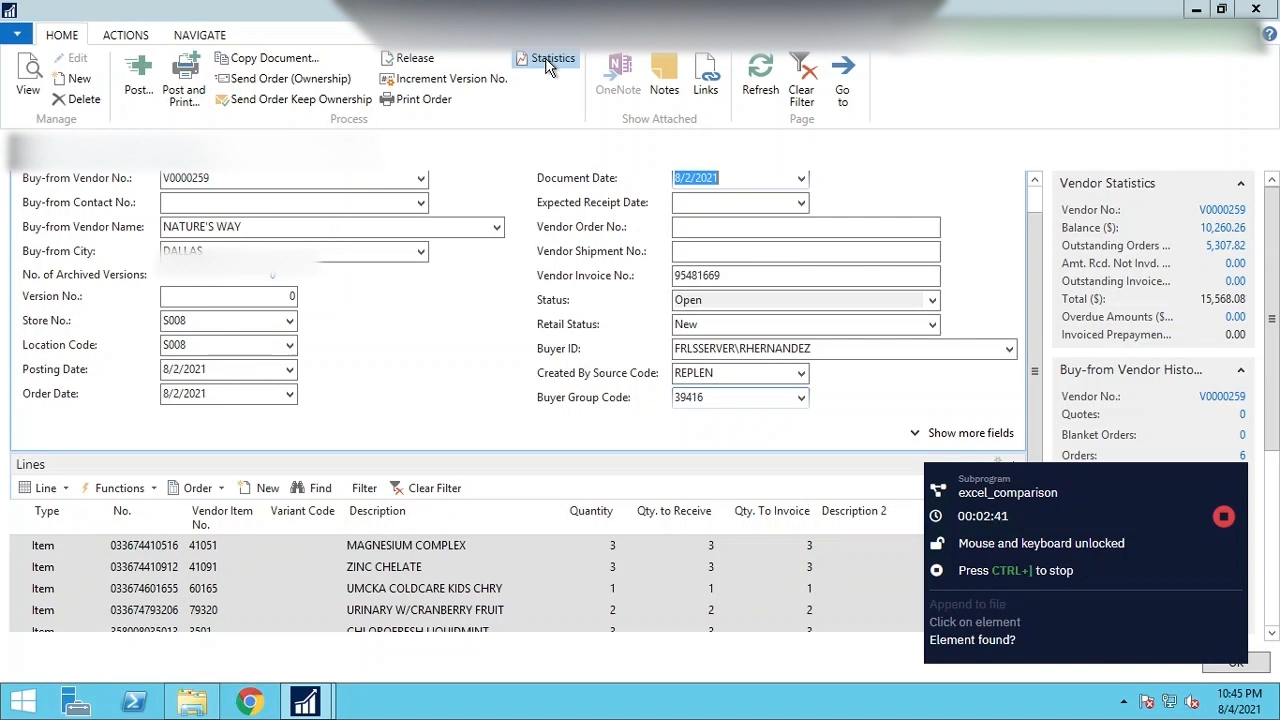 HOME ACTIONS NAVIGATE
View
Edit
New
Delete
Manage
Post...
Post and Print...
Copy Document...
Send Order (Ownership)
Send Order Keep Ownership
Release
Increment Version No.
Print Order
Statistics
Process
OneNote
Notes
Links
Show Attached
Refresh
Clear Filter
Go to
Page
Buy-from Vendor No.: V0000259
Buy-from Contact No.:
Buy-from Vendor Name: NATURE'S WAY
Buy-from City: DALLAS
No. of Archived Versions: 0
Version No.: 0
Store No.: S008
Location Code: S008
Posting Date: 8/2/2021
Order Date: 8/2/2021
Document Date: 8/2/2021
Expected Receipt Date:
Vendor Order No.:
Vendor Shipment No.:
Vendor Invoice No.: 95481669
Status: Open
Retail Status: New
Buyer ID: FRLSSERVER\RHERNANDEZ
Created By Source Code: REPLEN
Buyer Group Code: 39416
Show more fields
Vendor Statistics
Vendor No.: V0000259
Balance ($): 10,260.26
Outstanding Orders ... 5,307.82
Amt. Rcd. Not Invd. ... 0.00
Outstanding Invoice... 0.00
Total ($): 15,568.08
Overdue Amounts ($... 0.00
Invoiced Prepaymen... 0.00
Buy-from Vendor Histo...
Vendor No.: V0000259
Quotes: 0
Blanket Orders: 0
Orders: 6
Lines
Line Functions Order New Find Filter Clear Filter
Type No. Vendor Item No. Variant Code Description Quantity Qty. to Receive Qty. To Invoice Description 2
Item 033674410516 41051 MAGNESIUM COMPLEX 3 3 3
Item 033674410912 41091 ZINC CHELATE 3 3 3
Item 033674601655 60165 UMCKA COLDCARE KIDS CHRY 1 1 1
Item 033674793206 79320 URINARY W/CRANBERRY FRUIT 2 2 2
Subprogram
excel_comparison
00:02:41
Mouse and keyboard unlocked
Press CTRL+] to stop
Append to file
Click on element
Element found?
10:45 PM
8/4/2021